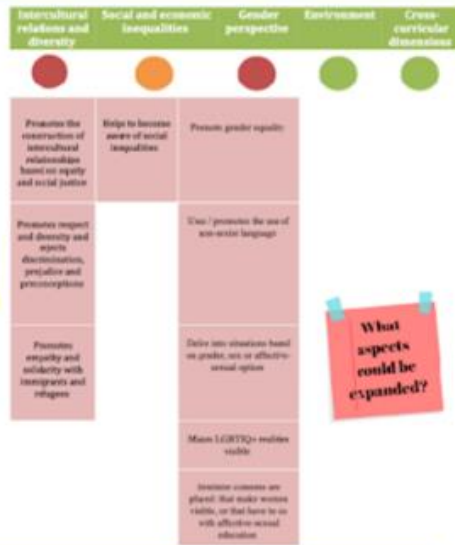 Intercultural relations and diversity
Social and economic inequalities
Gender perspective
Environment
Cross-curricular dimensions
Promotes the
construction of
intercultural
relationships
based on equity
and social justice
Helps to become
aware of social
inequalities
Promote gender equality
Promotes respect
and diversity and
rejects
discrimination,
prejudice and
preconceptions
Uses / promotes the use of
non-sexist language
Promotes
empathy and
solidarity with
immigrants and
refugees
Delve into situations based
on gender, sex or affective-
sexual option
Makes LGBTIQ+ realities
visible
contents are
placed: that make women
visible, or that have to do
with affective-sexual
education
What
aspects
could be
expanded?